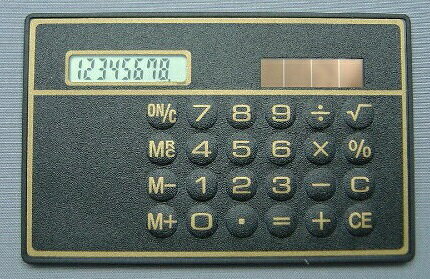 12345678.
ON/C 7 8 9 ÷ √
MRC 4 5 6 × %
M− 1 2 3 − C
M+ 0 . = + CE